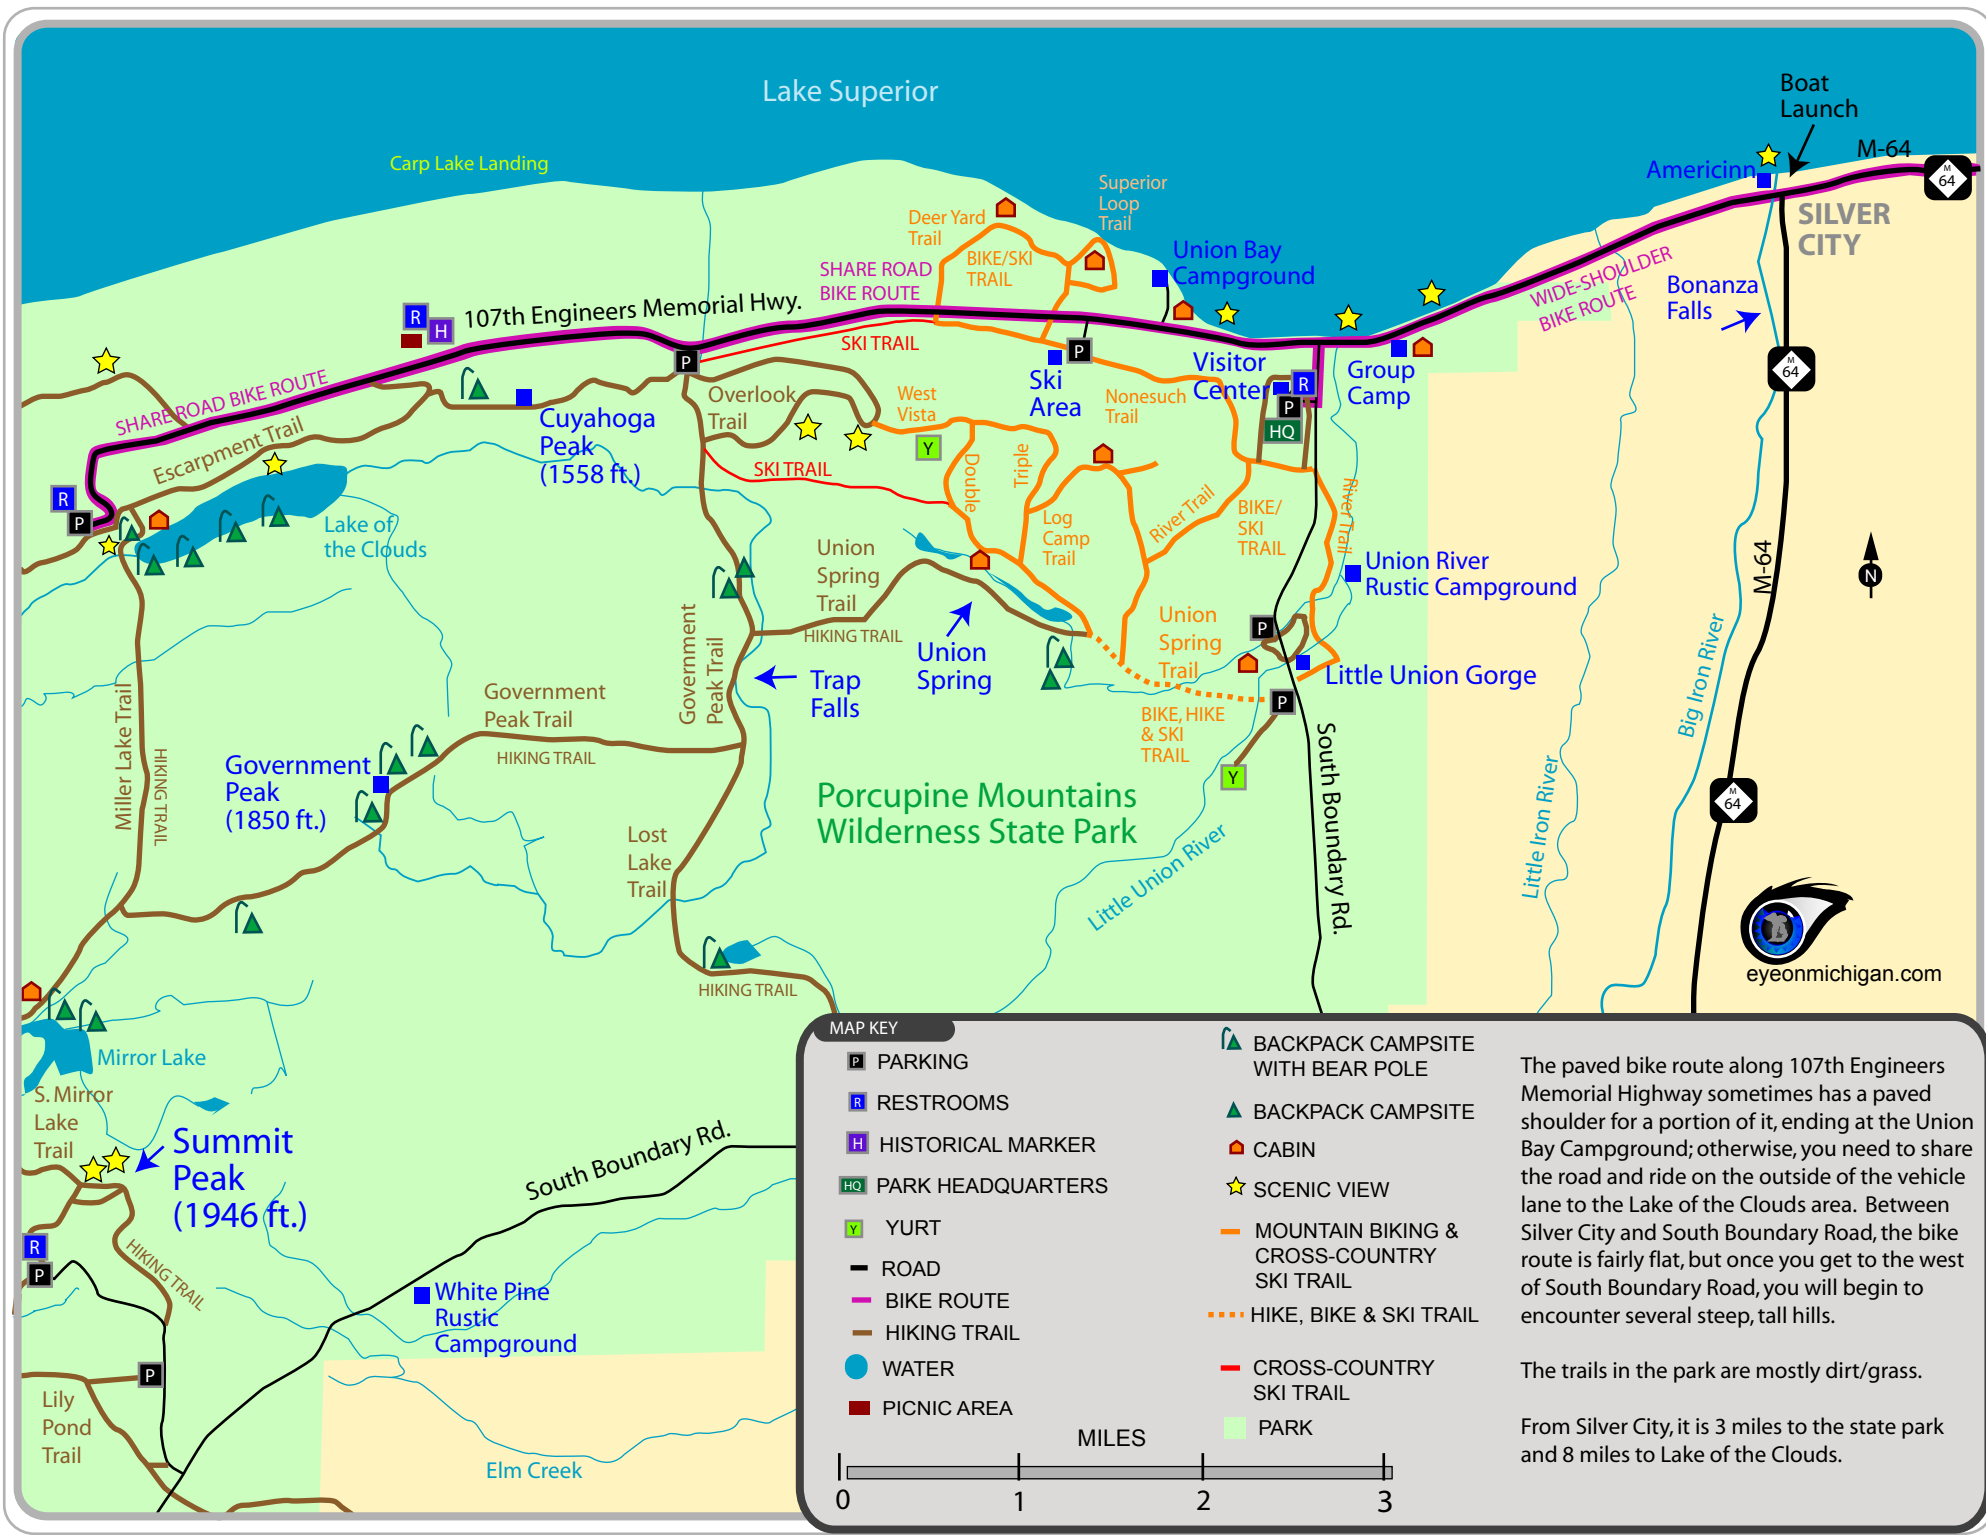 Lake Superior
Boat
Launch
M-64
M
64
Americinn
SILVER
CITY
Carp Lake Landing
Superior
Loop
Trail
Deer Yard
Trail
BIKE/SKI
TRAIL
Union Bay
Campground
SHARE ROAD
BIKE ROUTE
WIDE-SHOULDER
BIKE ROUTE
Bonanza
Falls
R
H
107th Engineers Memorial Hwy.
SKI TRAIL
P
P
Ski
Area
Visitor
Center
R
P
HQ
Group
Camp
M
64
SHARE ROAD BIKE ROUTE
Escarpment Trail
Cuyahoga
Peak
(1558 ft.)
Overlook
Trail
West
Vista
Y
Nonesuch
Trail
SKI TRAIL
Double
Triple
R
P
Lake of
the Clouds
Log
Camp
Trail
River Trail
BIKE/
SKI
TRAIL
River Trail
Union
Spring
Trail
HIKING TRAIL
Union River
Rustic Campground
M-64
N
Government
Peak Trail
Union
Spring
Union
Spring
Trail
P
Little Union Gorge
Trap
Falls
Miller Lake Trail
HIKING TRAIL
Government
Peak Trail
HIKING TRAIL
P
BIKE, HIKE
& SKI
TRAIL
Y
Big Iron River
Government
Peak
(1850 ft.)
Porcupine Mountains
Wilderness State Park
South Boundary Rd.
Little Iron River
M
64
Lost
Lake
Trail
Little Union River
HIKING TRAIL
eyeonmichigan.com
Mirror Lake
S. Mirror
Lake
Trail
Summit
Peak
(1946 ft.)
South Boundary Rd.
R
P
HIKING TRAIL
White Pine
Rustic
Campground
P
Lily
Pond
Trail
Elm Creek
MAP KEY
P PARKING
R RESTROOMS
H HISTORICAL MARKER
HQ PARK HEADQUARTERS
Y YURT
ROAD
BIKE ROUTE
HIKING TRAIL
WATER
PICNIC AREA
BACKPACK CAMPSITE
WITH BEAR POLE
BACKPACK CAMPSITE
CABIN
SCENIC VIEW
MOUNTAIN BIKING &
CROSS-COUNTRY
SKI TRAIL
HIKE, BIKE & SKI TRAIL
CROSS-COUNTRY
SKI TRAIL
PARK
MILES
0 1 2 3
The paved bike route along 107th Engineers
Memorial Highway sometimes has a paved
shoulder for a portion of it, ending at the Union
Bay Campground; otherwise, you need to share
the road and ride on the outside of the vehicle
lane to the Lake of the Clouds area. Between
Silver City and South Boundary Road, the bike
route is fairly flat, but once you get to the west
of South Boundary Road, you will begin to
encounter several steep, tall hills.
The trails in the park are mostly dirt/grass.
From Silver City, it is 3 miles to the state park
and 8 miles to Lake of the Clouds.